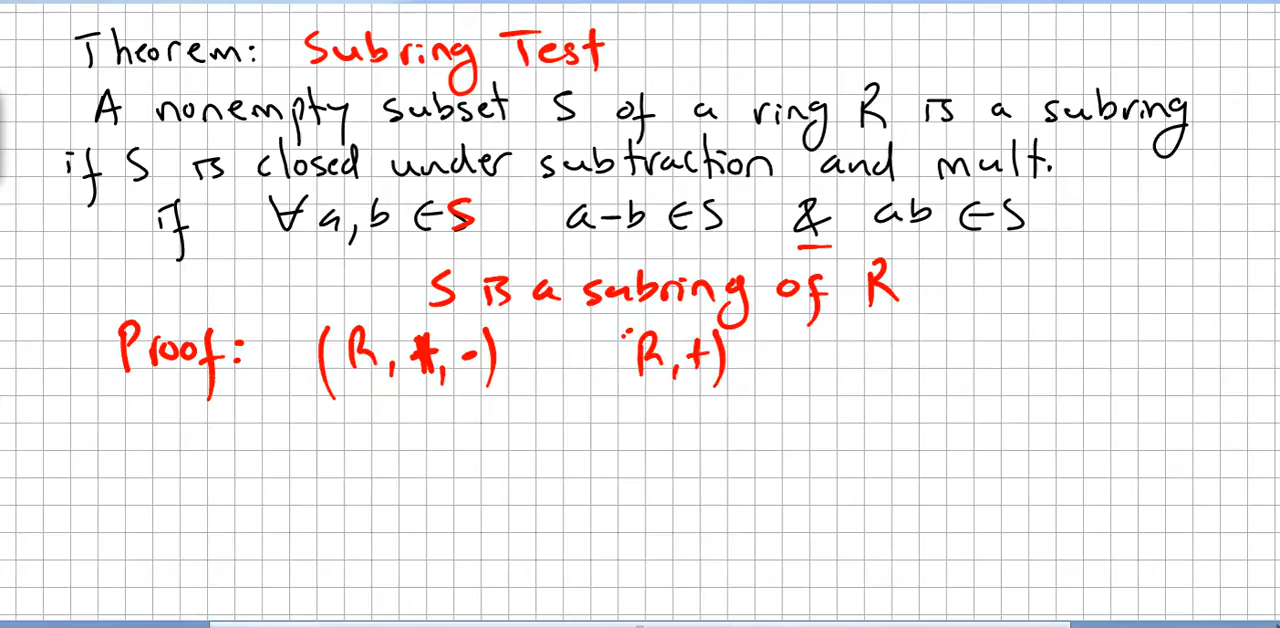 Theorem: Subring Test
A nonempty subset S of a ring R is a subring
if S is closed under subtraction and mult.
if ∀ a, b ∈ S a-b ∈ S & ab ∈ S
S is a subring of R
Proof: (R, +, ·) R, +)